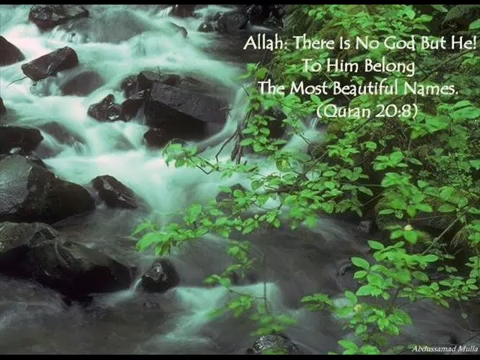 Allah: There Is No God But He!
To Him Belong
The Most Beautiful Names.
(Quran 20:8)
Abdussamad Mulla